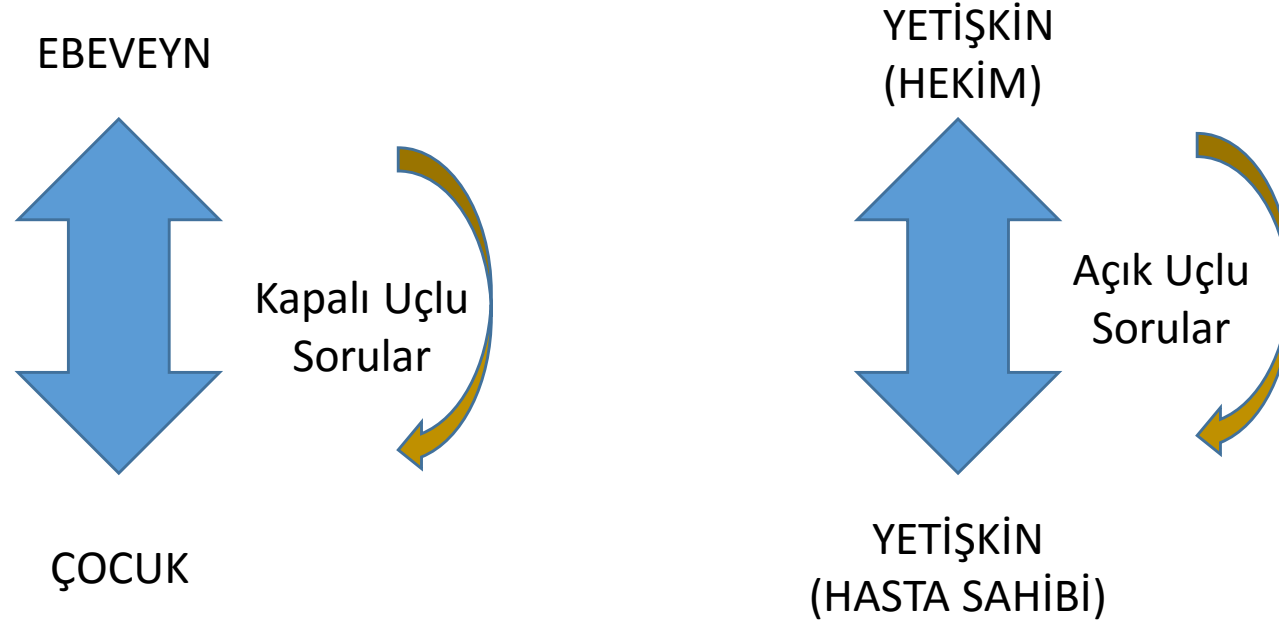 EBEVEYN
Kapalı Uçlu
Sorular
ÇOCUK
YETİŞKİN
(HEKİM)
Açık Uçlu
Sorular
YETİŞKİN
(HASTA SAHİBİ)